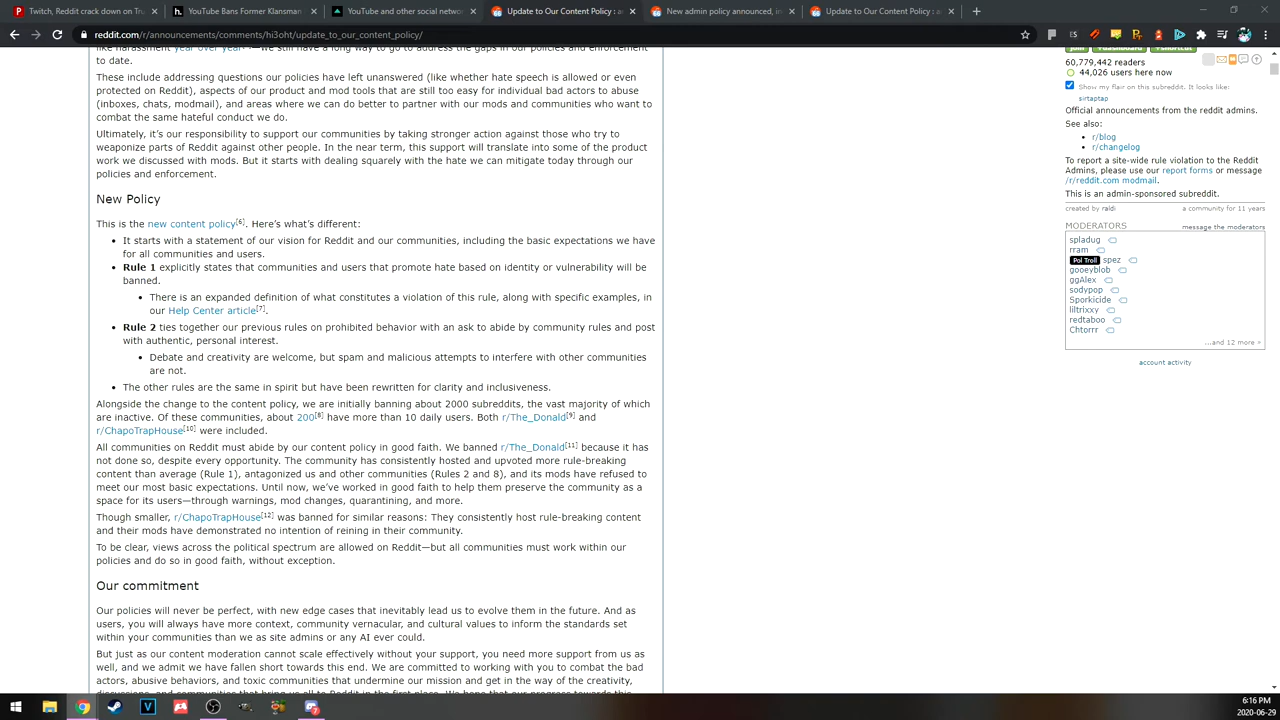 Twitch, Reddit crack down on Tru
YouTube Bans Former Klansman
YouTube and other social netwo
Update to Our Content Policy : a
New admin policy announced, in
Update to Our Content Policy : a
reddit.com/r/announcements/comments/hi3oht/update_to_our_content_policy/
like harassment year over year—we still have a long way to go to address the gaps in our policies and enforcement
to date.
These include addressing questions our policies have left unanswered (like whether hate speech is allowed or even
protected on Reddit), aspects of our product and mod tools that are still too easy for individual bad actors to abuse
(inboxes, chats, modmail), and areas where we can do better to partner with our mods and communities who want to
combat the same hateful conduct we do.
Ultimately, it's our responsibility to support our communities by taking stronger action against those who try to
weaponize parts of Reddit against other people. In the near term, this support will translate into some of the product
work we discussed with mods. But it starts with dealing squarely with the hate we can mitigate today through our
policies and enforcement.
New Policy
This is the new content policy[6]. Here's what's different:
• It starts with a statement of our vision for Reddit and our communities, including the basic expectations we have
for all communities and users.
• Rule 1 explicitly states that communities and users that promote hate based on identity or vulnerability will be
banned.
• There is an expanded definition of what constitutes a violation of this rule, along with specific examples, in
our Help Center article[7].
• Rule 2 ties together our previous rules on prohibited behavior with an ask to abide by community rules and post
with authentic, personal interest.
• Debate and creativity are welcome, but spam and malicious attempts to interfere with other communities
are not.
• The other rules are the same in spirit but have been rewritten for clarity and inclusiveness.
Alongside the change to the content policy, we are initially banning about 2000 subreddits, the vast majority of which
are inactive. Of these communities, about 200[8] have more than 10 daily users. Both r/The_Donald[9] and
r/ChapoTrapHouse[10] were included.
All communities on Reddit must abide by our content policy in good faith. We banned r/The_Donald[11] because it has
not done so, despite every opportunity. The community has consistently hosted and upvoted more rule-breaking
content than average (Rule 1), antagonized us and other communities (Rules 2 and 8), and its mods have refused to
meet our most basic expectations. Until now, we've worked in good faith to help them preserve the community as a
space for its users—through warnings, mod changes, quarantining, and more.
Though smaller, r/ChapoTrapHouse[12] was banned for similar reasons: They consistently host rule-breaking content
and their mods have demonstrated no intention of reining in their community.
To be clear, views across the political spectrum are allowed on Reddit—but all communities must work within our
policies and do so in good faith, without exception.
Our commitment
Our policies will never be perfect, with new edge cases that inevitably lead us to evolve them in the future. And as
users, you will always have more context, community vernacular, and cultural values to inform the standards set
within your communities than we as site admins or any AI ever could.
But just as our content moderation cannot scale effectively without your support, you need more support from us as
well, and we admit we have fallen short towards this end. We are committed to working with you to combat the bad
actors, abusive behaviors, and toxic communities that undermine our mission and get in the way of the creativity,
discussions, and communities that bring us all to Reddit in the first place. We hope that our progress towards this
join +dashboard +shortcut
60,779,442 readers
44,026 users here now
Show my flair on this subreddit. It looks like:
sirtaptap
Official announcements from the reddit admins.
See also:
• r/blog
• r/changelog
To report a site-wide rule violation to the Reddit
Admins, please use our report forms or message
/r/reddit.com modmail.
This is an admin-sponsored subreddit.
created by raldi a community for 11 years
MODERATORS message the moderators
spladug
rram
Pol Troll spez
gooeyblob
ggAlex
sodypop
Sporkicide
liltrixxy
redtaboo
Chtorrr
...and 12 more »
account activity
6:16 PM
2020-06-29